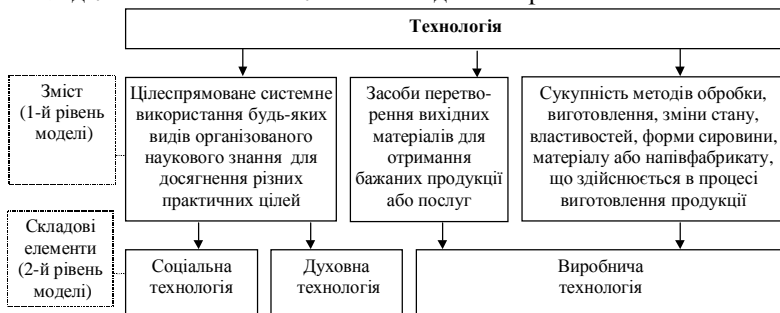 Технологія
Зміст
(1-й рівень
моделі)
Цілеспрямоване системне
використання будь-яких
видів організованого
наукового знання для
досягнення різних
практичних цілей
Засоби перетво-
рення вихідних
матеріалів для
отримання
бажаних продукції
або послуг
Сукупність методів обробки,
виготовлення, зміни стану,
властивостей, форми сировини,
матеріалу або напівфабрикату,
що здійснюється в процесі
виготовлення продукції
Складові
елементи
(2-й рівень
моделі)
Соціальна
технологія
Духовна
технологія
Виробнича
технологія